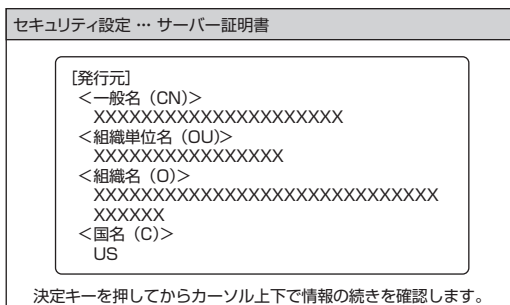 セキュリティ設定 … サーバー証明書
［発行元］
＜一般名（CN）＞
XXXXXXXXXXXXXXXXXXXXX
＜組織単位名（OU）＞
XXXXXXXXXXXXXXXX
＜組織名（O）＞
XXXXXXXXXXXXXXXXXXXXXXXXXXXXX
XXXXXX
＜国名（C）＞
US
決定キーを押してからカーソル上下で情報の続きを確認します。